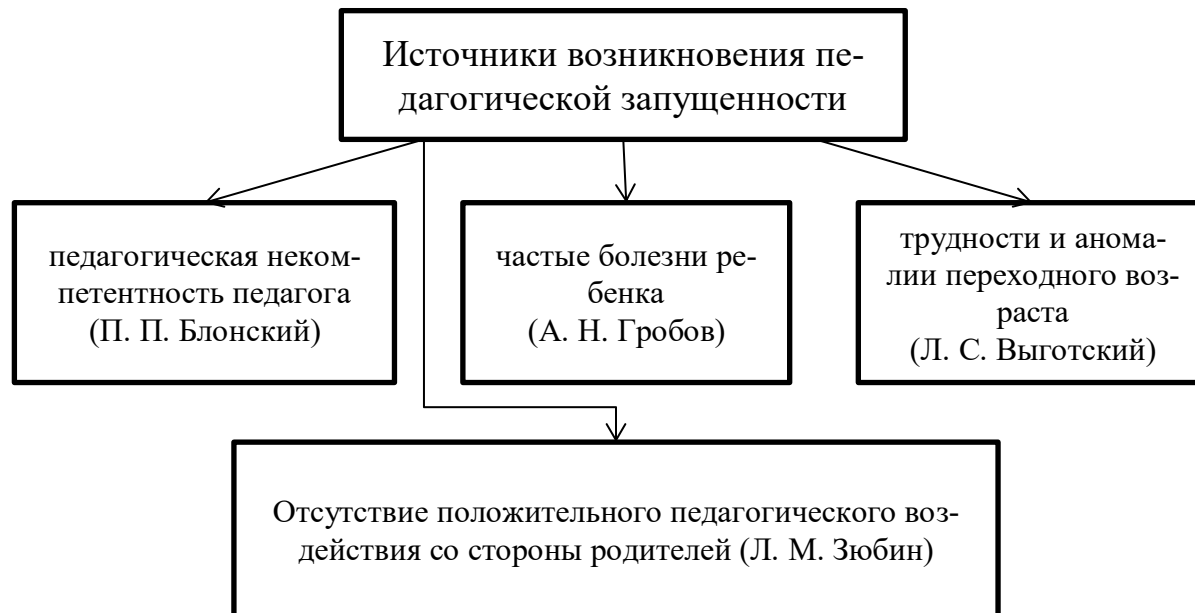 Источники возникновения пе-
дагогической запущенности
педагогическая неком-
петентность педагога
(П. П. Блонский)
частые болезни ре-
бенка
(А. Н. Гробов)
трудности и анома-
лии переходного воз-
раста
(Л. С. Выготский)
Отсутствие положительного педагогического воз-
действия со стороны родителей (Л. М. Зюбин)